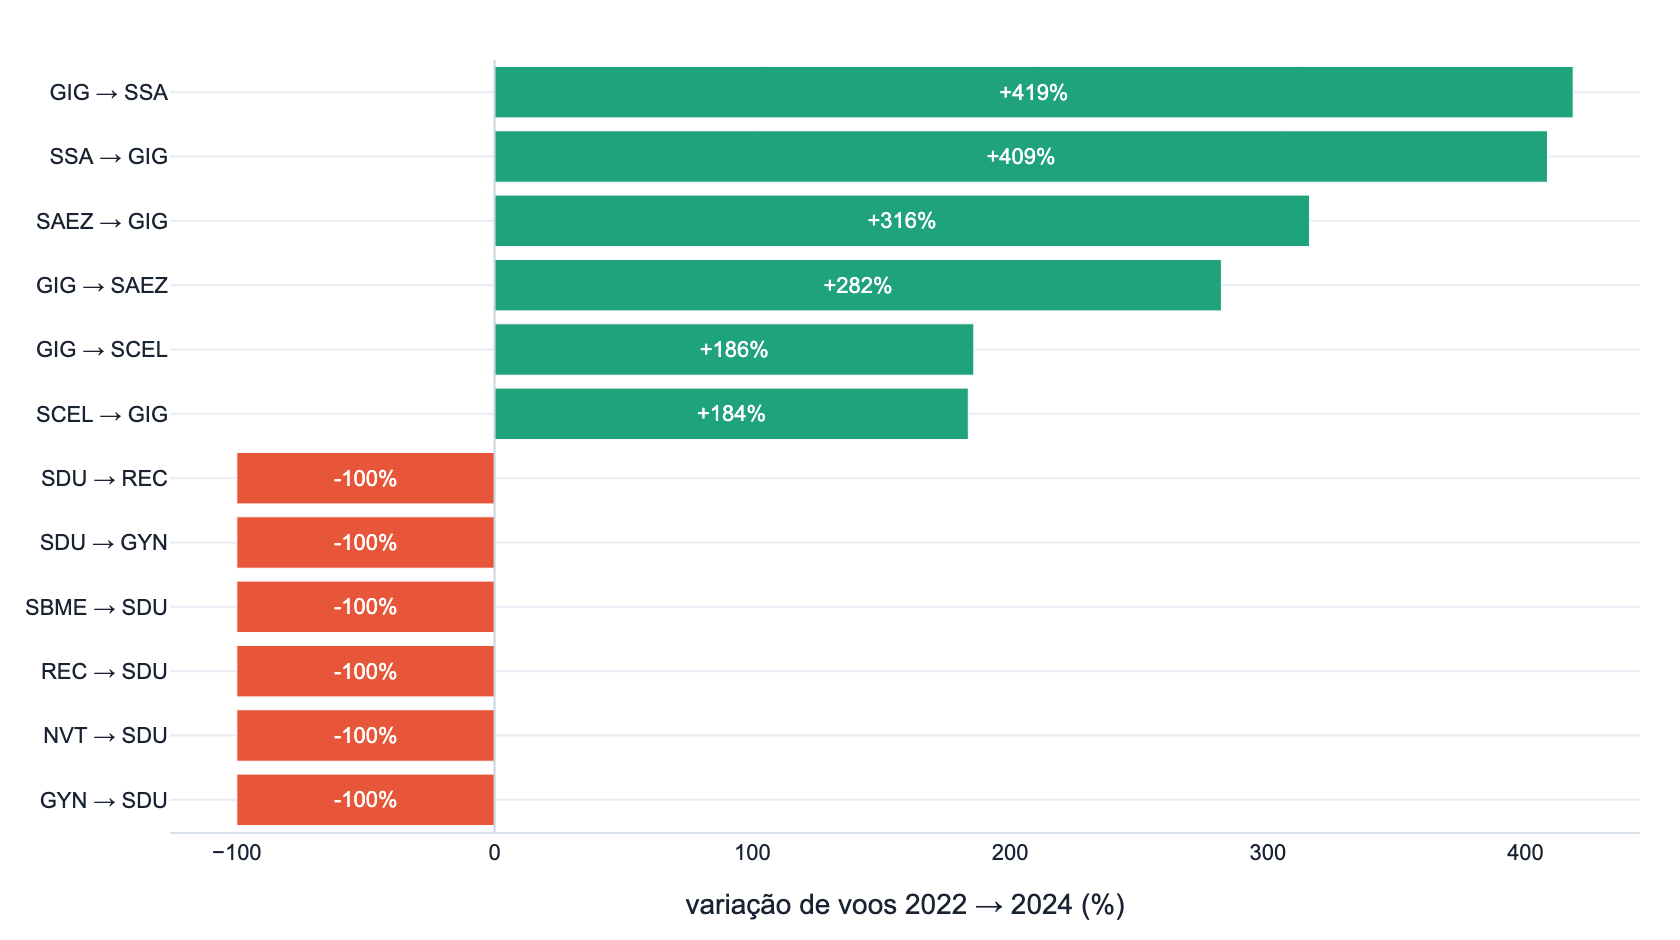 GIG → SSA +419%
SSA → GIG +409%
SAEZ → GIG +316%
GIG → SAEZ +282%
GIG → SCEL +186%
SCEL → GIG +184%
SDU → REC -100%
SDU → GYN -100%
SBME → SDU -100%
REC → SDU -100%
NVT → SDU -100%
GYN → SDU -100%
−100 0 100 200 300 400
variação de voos 2022 → 2024 (%)